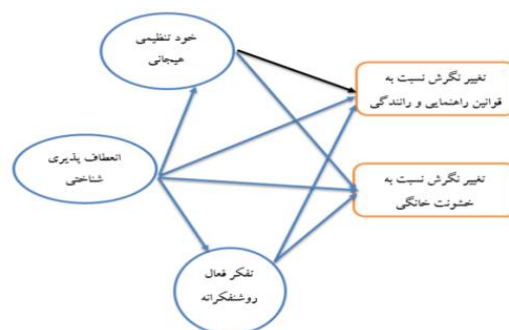 خود تنظیمی
هیجانی
تغییر نگرش نسبت به
قوانین راهنمایی و رانندگی
انعطاف پذیری
شناختی
تغییر نگرش نسبت به
خشونت خانگی
تفکر فعال
روشنفکرانه